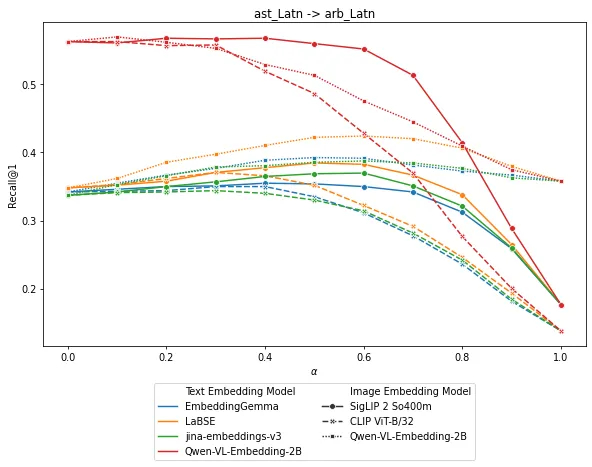 ast_Latn -> arb_Latn
Recall@1
0.5
0.4
0.3
0.2
0.0 0.2 0.4 0.6 0.8 1.0
α
Text Embedding Model Image Embedding Model
EmbeddingGemma SigLIP 2 So400m
LaBSE CLIP ViT-B/32
jina-embeddings-v3 Qwen-VL-Embedding-2B
Qwen-VL-Embedding-2B